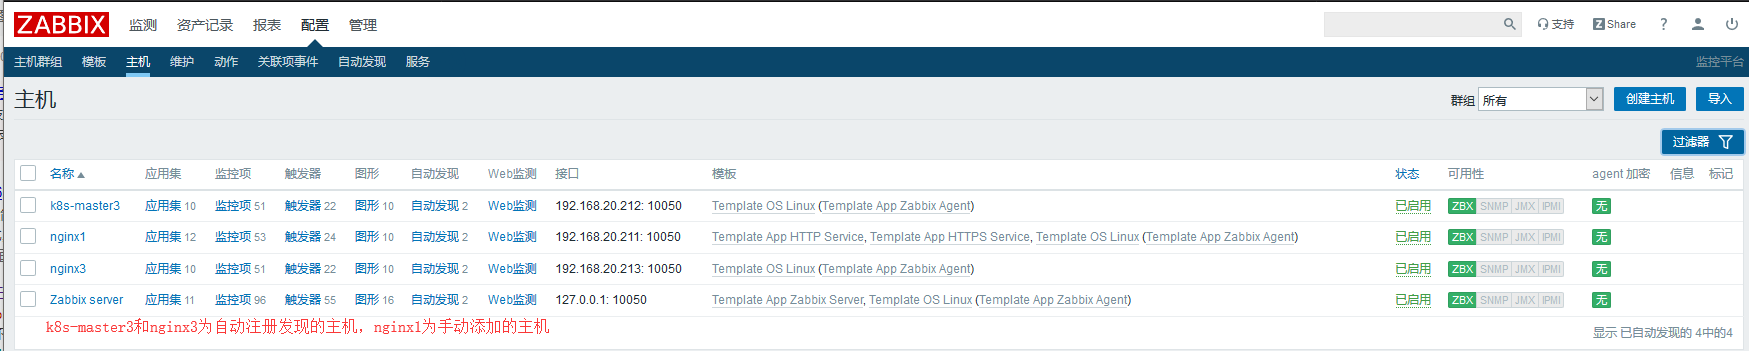 ZABBIX 监测 资产记录 报表 配置 管理 支持 Z Share ?
主机群组 模板 主机 维护 动作 关联项事件 自动发现 服务 监控平台
主机 群组 所有 创建主机 导入
过滤器
名称 应用集 监控项 触发器 图形 自动发现 Web监测 接口 模板 状态 可用性 agent 加密 信息 标记
k8s-master3 应用集 10 监控项 51 触发器 22 图形 10 自动发现 2 Web监测 192.168.20.212: 10050 Template OS Linux (Template App Zabbix Agent) 已启用 ZBX SNMP JMX IPMI 无
nginx1 应用集 12 监控项 53 触发器 24 图形 10 自动发现 2 Web监测 192.168.20.211: 10050 Template App HTTP Service, Template App HTTPS Service, Template OS Linux (Template App Zabbix Agent) 已启用 ZBX SNMP JMX IPMI 无
nginx3 应用集 10 监控项 51 触发器 22 图形 10 自动发现 2 Web监测 192.168.20.213: 10050 Template OS Linux (Template App Zabbix Agent) 已启用 ZBX SNMP JMX IPMI 无
Zabbix server 应用集 11 监控项 96 触发器 55 图形 16 自动发现 2 Web监测 127.0.0.1: 10050 Template App Zabbix Server, Template OS Linux (Template App Zabbix Agent) 已启用 ZBX SNMP JMX IPMI 无
k8s-master3和nginx3为自动注册发现的主机，nginx1为手动添加的主机
显示 已自动发现的 4中的4